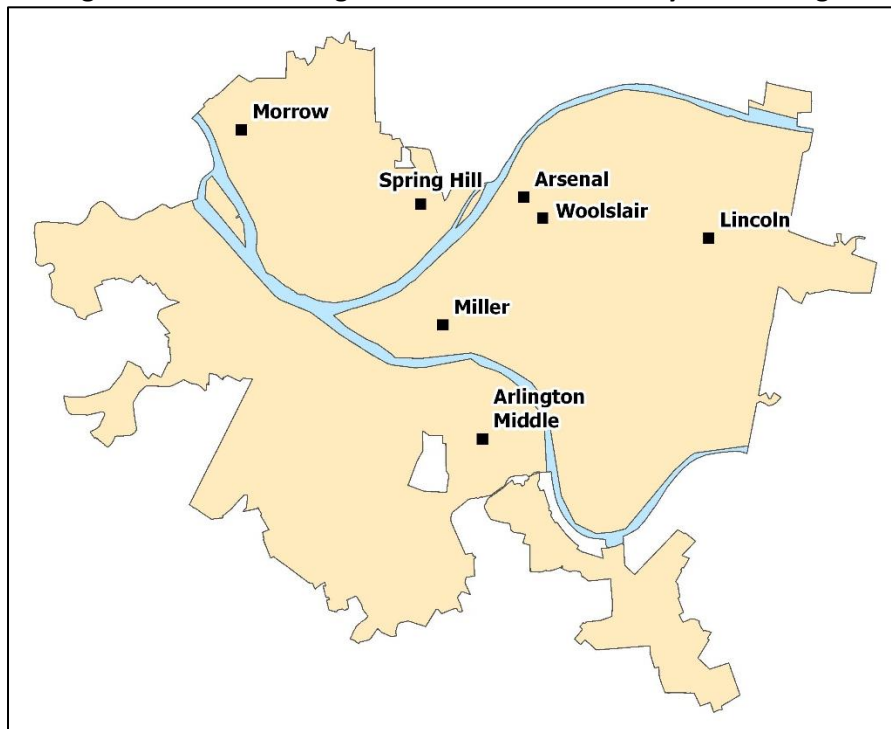 Morrow
Spring Hill
Arsenal
Woolslair
Lincoln
Miller
Arlington
Middle